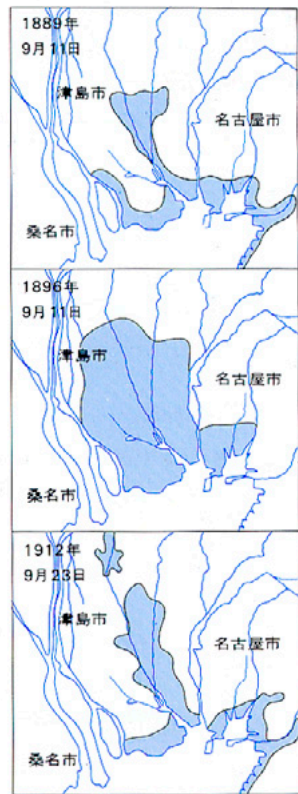 1889年
9月11日
津島市
名古屋市
桑名市
1896年
9月11日
津島市
名古屋市
桑名市
1912年
9月23日
津島市
名古屋市
桑名市